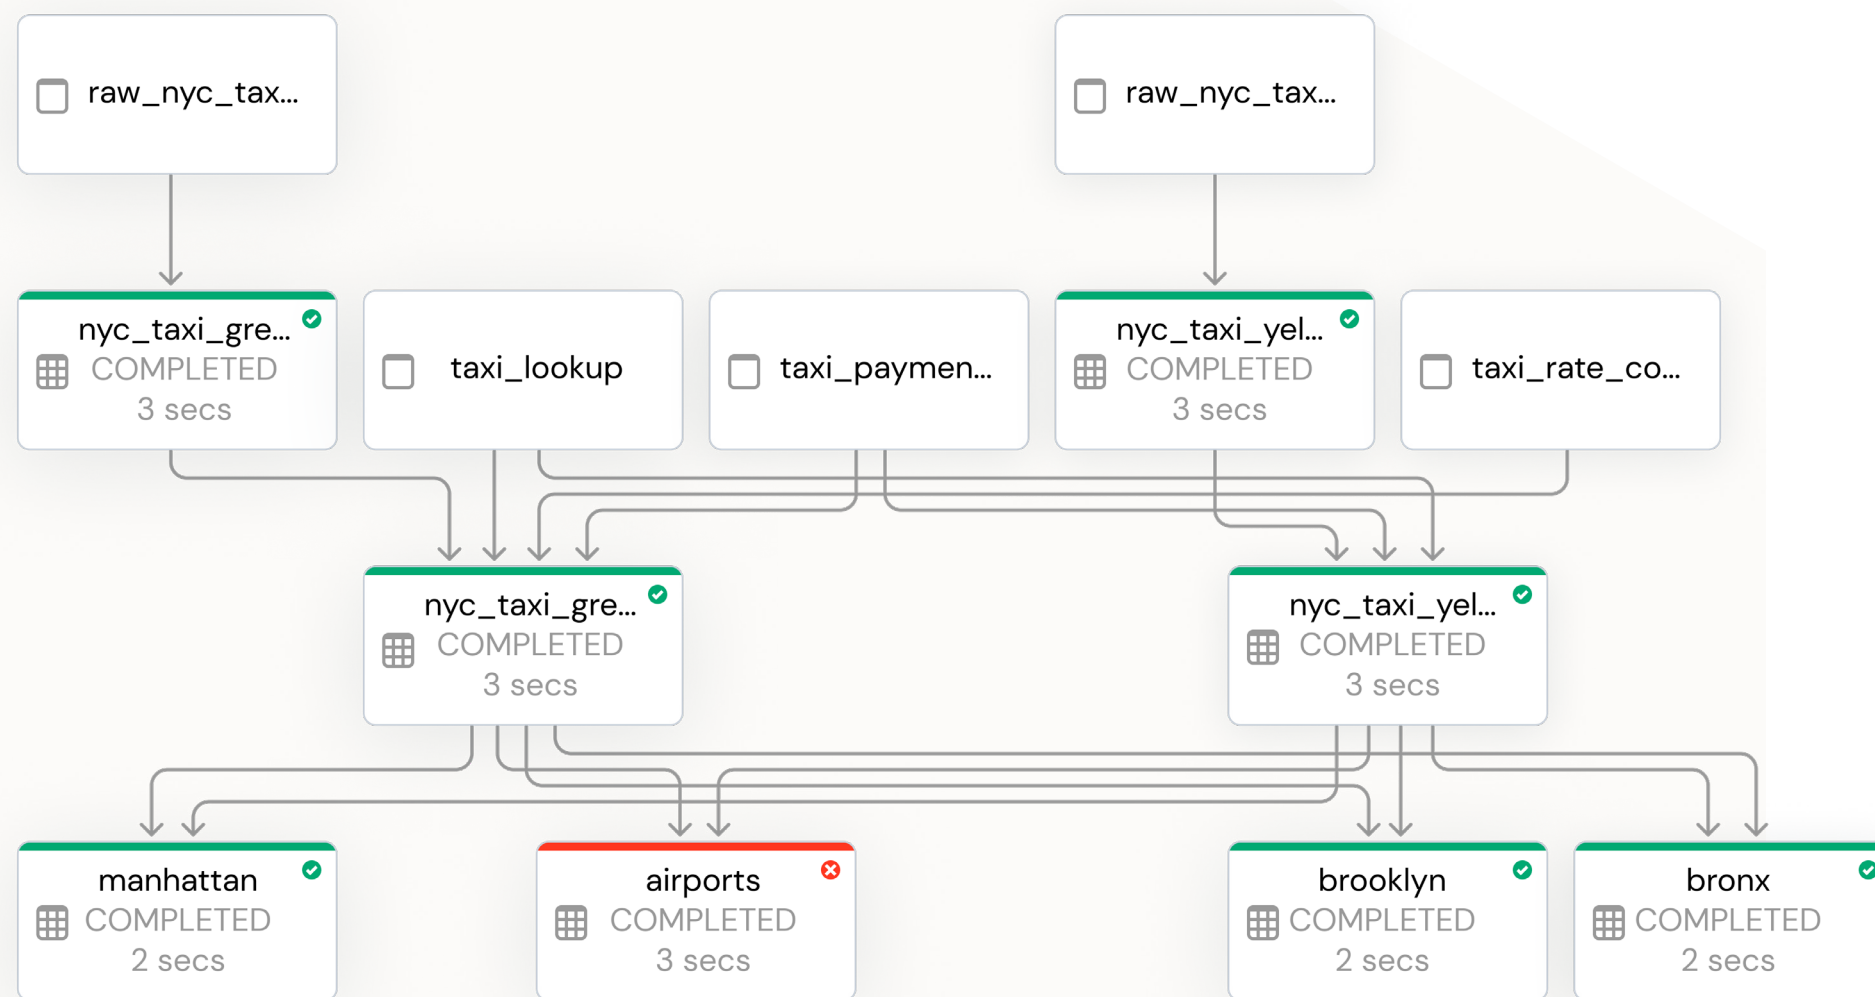 raw_nyc_tax...
raw_nyc_tax...
nyc_taxi_gre...
COMPLETED
3 secs
taxi_lookup
taxi_paymen...
nyc_taxi_yel...
COMPLETED
3 secs
taxi_rate_co...
nyc_taxi_gre...
COMPLETED
3 secs
nyc_taxi_yel...
COMPLETED
3 secs
manhattan
COMPLETED
2 secs
airports
COMPLETED
3 secs
brooklyn
COMPLETED
2 secs
bronx
COMPLETED
2 secs